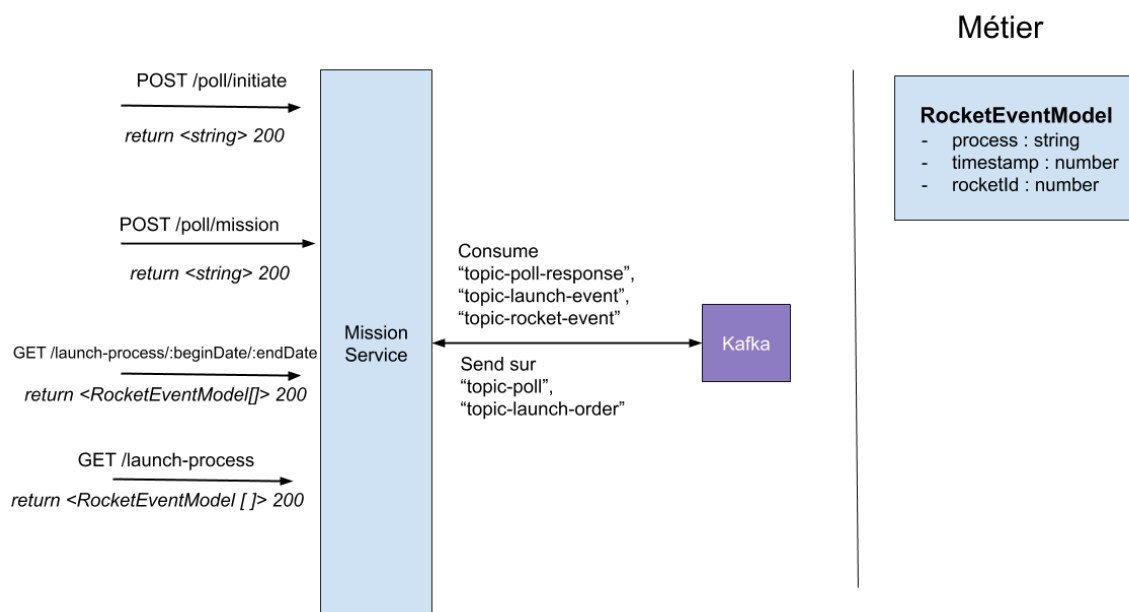 Métier
POST /poll/initiate
return <string> 200
POST /poll/mission
return <string> 200
GET /launch-process/:beginDate/:endDate
return <RocketEventModel[]> 200
GET /launch-process
return <RocketEventModel [ ]> 200
Mission
Service
Consume
“topic-poll-response”,
“topic-launch-event”,
“topic-rocket-event”
Send sur
“topic-poll”,
“topic-launch-order”
Kafka
RocketEventModel
- process : string
- timestamp : number
- rocketId : number